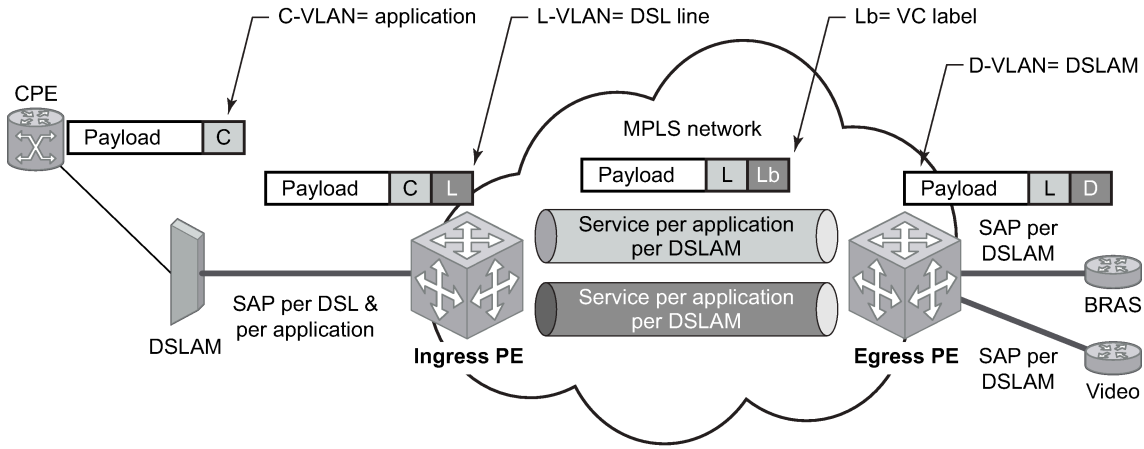 C-VLAN= application
L-VLAN= DSL line
Lb= VC label
D-VLAN= DSLAM
CPE
Payload C
MPLS network
Payload C L
Payload L Lb
Payload L D
Service per application
per DSLAM
SAP per
DSLAM
SAP per DSL &
per application
Service per application
per DSLAM
BRAS
DSLAM
Ingress PE
Egress PE
SAP per
DSLAM
Video